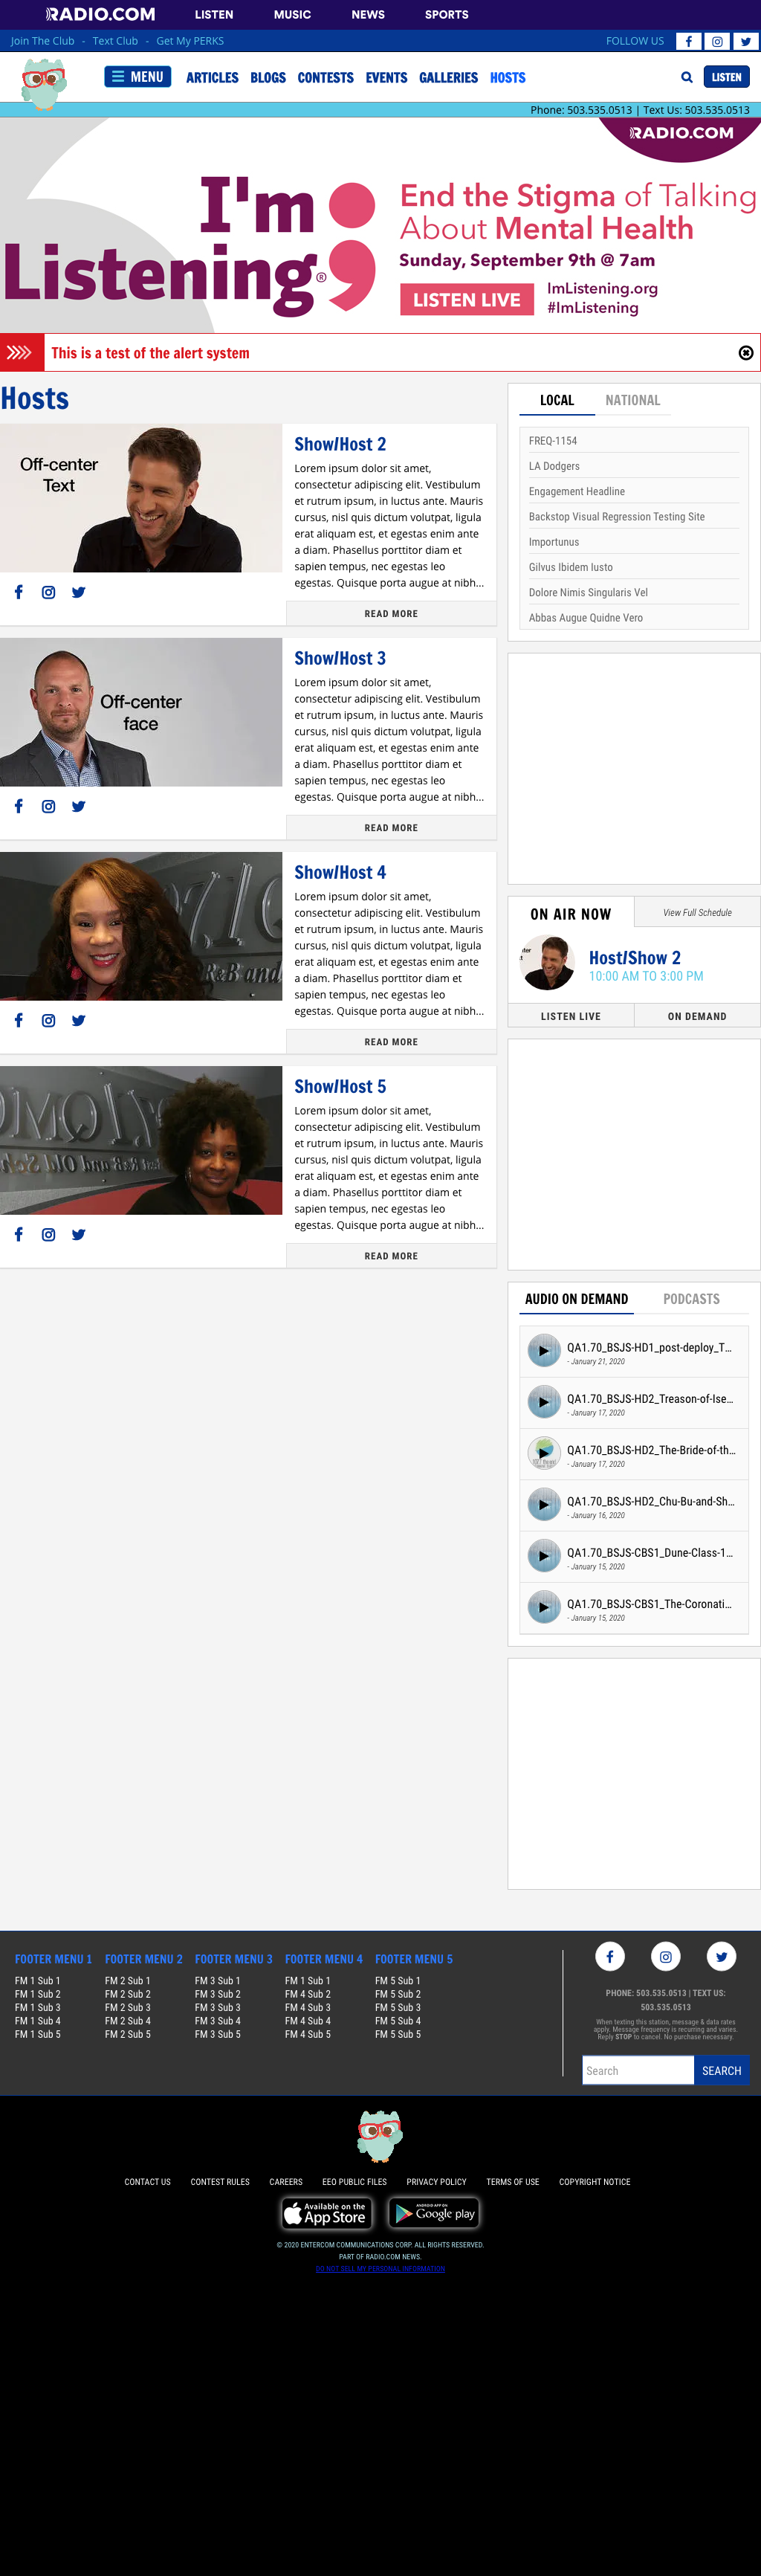 RADIO.COM LISTEN MUSIC NEWS SPORTS
Join The Club - Text Club - Get My PERKS FOLLOW US
MENU ARTICLES BLOGS CONTESTS EVENTS GALLERIES HOSTS LISTEN
Phone: 503.535.0513 | Text Us: 503.535.0513
RADIO.COM
I'm
Listening®
End the Stigma of Talking
About Mental Health
Sunday, September 9th @ 7am
LISTEN LIVE
ImListening.org
#ImListening
This is a test of the alert system
Hosts
Off-center
Text
Show/Host 2
Lorem ipsum dolor sit amet,
consectetur adipiscing elit. Vestibulum
et rutrum ipsum, in luctus ante. Mauris
cursus, nisl quis dictum volutpat, ligula
erat aliquam est, et egestas enim ante
a diam. Phasellus porttitor diam et
sapien tempus, nec egestas leo
egestas. Quisque porta augue at nibh...
READ MORE
Off-center
face
Show/Host 3
Lorem ipsum dolor sit amet,
consectetur adipiscing elit. Vestibulum
et rutrum ipsum, in luctus ante. Mauris
cursus, nisl quis dictum volutpat, ligula
erat aliquam est, et egestas enim ante
a diam. Phasellus porttitor diam et
sapien tempus, nec egestas leo
egestas. Quisque porta augue at nibh...
READ MORE
R&B and
Show/Host 4
Lorem ipsum dolor sit amet,
consectetur adipiscing elit. Vestibulum
et rutrum ipsum, in luctus ante. Mauris
cursus, nisl quis dictum volutpat, ligula
erat aliquam est, et egestas enim ante
a diam. Phasellus porttitor diam et
sapien tempus, nec egestas leo
egestas. Quisque porta augue at nibh...
READ MORE
Show/Host 5
Lorem ipsum dolor sit amet,
consectetur adipiscing elit. Vestibulum
et rutrum ipsum, in luctus ante. Mauris
cursus, nisl quis dictum volutpat, ligula
erat aliquam est, et egestas enim ante
a diam. Phasellus porttitor diam et
sapien tempus, nec egestas leo
egestas. Quisque porta augue at nibh...
READ MORE
LOCAL NATIONAL
FREQ-1154
LA Dodgers
Engagement Headline
Backstop Visual Regression Testing Site
Importunus
Gilvus Ibidem Iusto
Dolore Nimis Singularis Vel
Abbas Augue Quidne Vero
ON AIR NOW View Full Schedule
Host/Show 2
10:00 AM TO 3:00 PM
LISTEN LIVE ON DEMAND
AUDIO ON DEMAND PODCASTS
QA1.70_BSJS-HD1_post-deploy_T...
- January 21, 2020
QA1.70_BSJS-HD2_Treason-of-Ise...
- January 17, 2020
QA1.70_BSJS-HD2_The-Bride-of-th...
- January 17, 2020
QA1.70_BSJS-HD2_Chu-Bu-and-Sh...
- January 16, 2020
QA1.70_BSJS-CBS1_Dune-Class-1...
- January 15, 2020
QA1.70_BSJS-CBS1_The-Coronati...
- January 15, 2020
FOOTER MENU 1 FOOTER MENU 2 FOOTER MENU 3 FOOTER MENU 4 FOOTER MENU 5
FM 1 Sub 1 FM 2 Sub 1 FM 3 Sub 1 FM 1 Sub 1 FM 5 Sub 1
FM 1 Sub 2 FM 2 Sub 2 FM 3 Sub 2 FM 4 Sub 2 FM 5 Sub 2
FM 1 Sub 3 FM 2 Sub 3 FM 3 Sub 3 FM 4 Sub 3 FM 5 Sub 3
FM 1 Sub 4 FM 2 Sub 4 FM 3 Sub 4 FM 4 Sub 4 FM 5 Sub 4
FM 1 Sub 5 FM 2 Sub 5 FM 3 Sub 5 FM 4 Sub 5 FM 5 Sub 5
PHONE: 503.535.0513 | TEXT US:
503.535.0513
When texting this station, message & data rates
apply. Message frequency is recurring and varies.
Reply STOP to cancel. No purchase necessary.
Search SEARCH
CONTACT US CONTEST RULES CAREERS EEO PUBLIC FILES PRIVACY POLICY TERMS OF USE COPYRIGHT NOTICE
Available on the
App Store
ANDROID APP ON
Google play
© 2020 ENTERCOM COMMUNICATIONS CORP. ALL RIGHTS RESERVED.
PART OF RADIO.COM NEWS.
DO NOT SELL MY PERSONAL INFORMATION